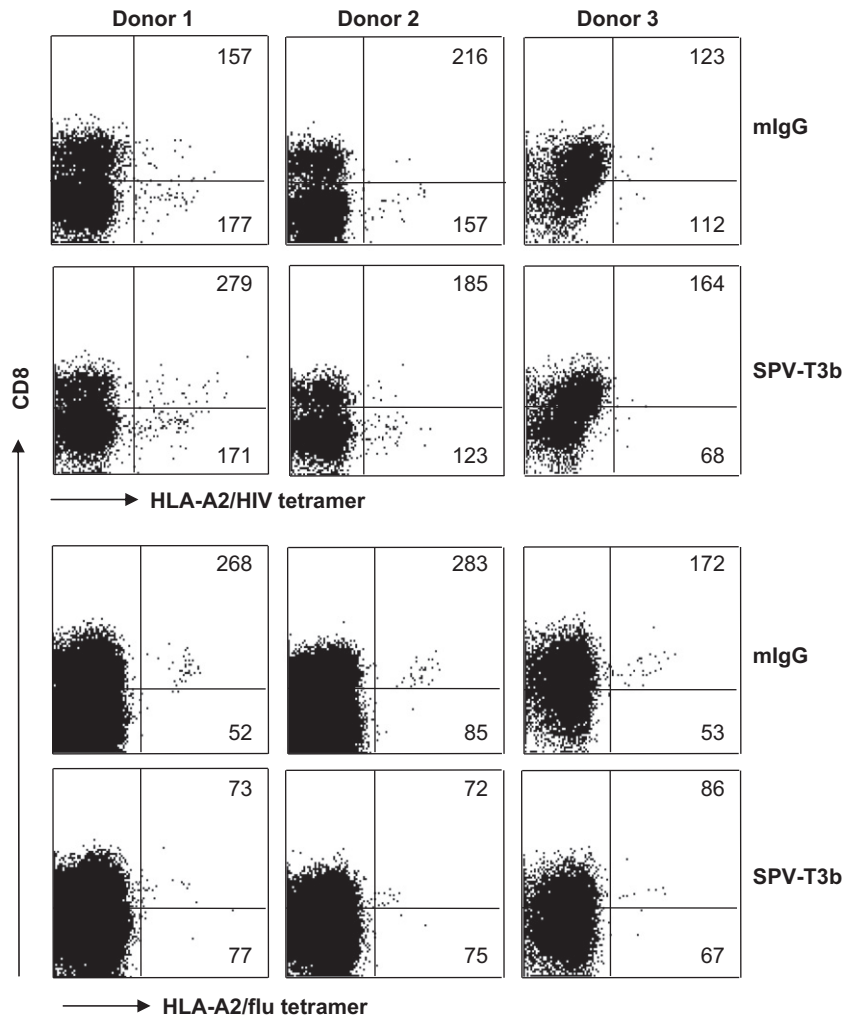 Donor 1 Donor 2 Donor 3
157 216 123
mIgG
177 157 112
279 185 164
SPV-T3b
171 123 68
CD8
HLA-A2/HIV tetramer
268 283 172
mIgG
52 85 53
73 72 86
SPV-T3b
77 75 67
HLA-A2/flu tetramer